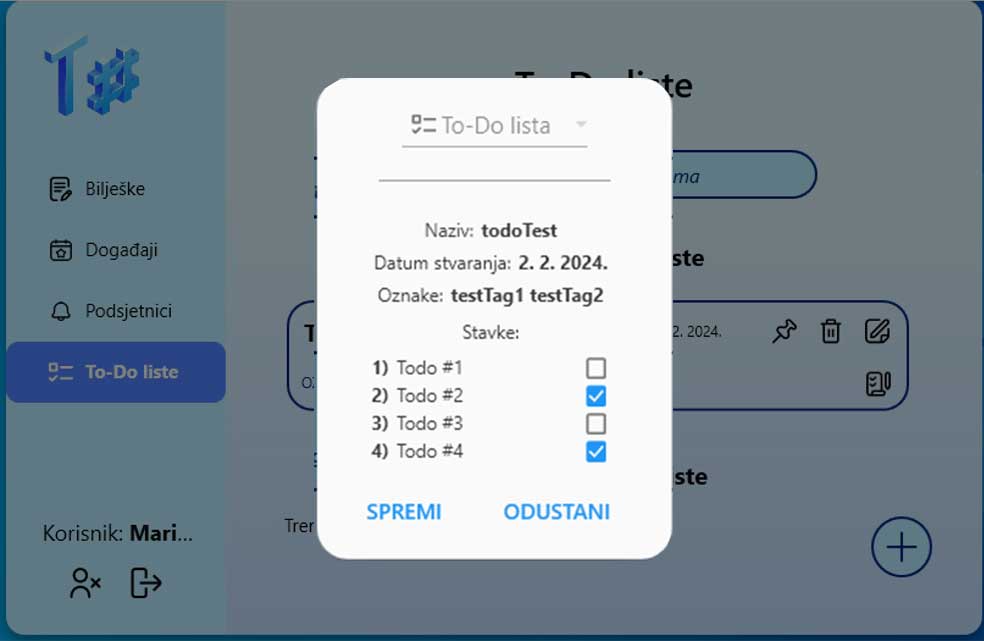 T#
To-Do liste
To-Do lista
Bilješke
Događaji
Podsjetnici
To-Do liste
Naziv: todoTest
Datum stvaranja: 2. 2. 2024.
Oznake: testTag1 testTag2
Stavke:
1) Todo #1
2) Todo #2
3) Todo #3
4) Todo #4
SPREMI ODUSTANI
ma
ste
2. 2024.
ste
Tren
Korisnik: Mari...